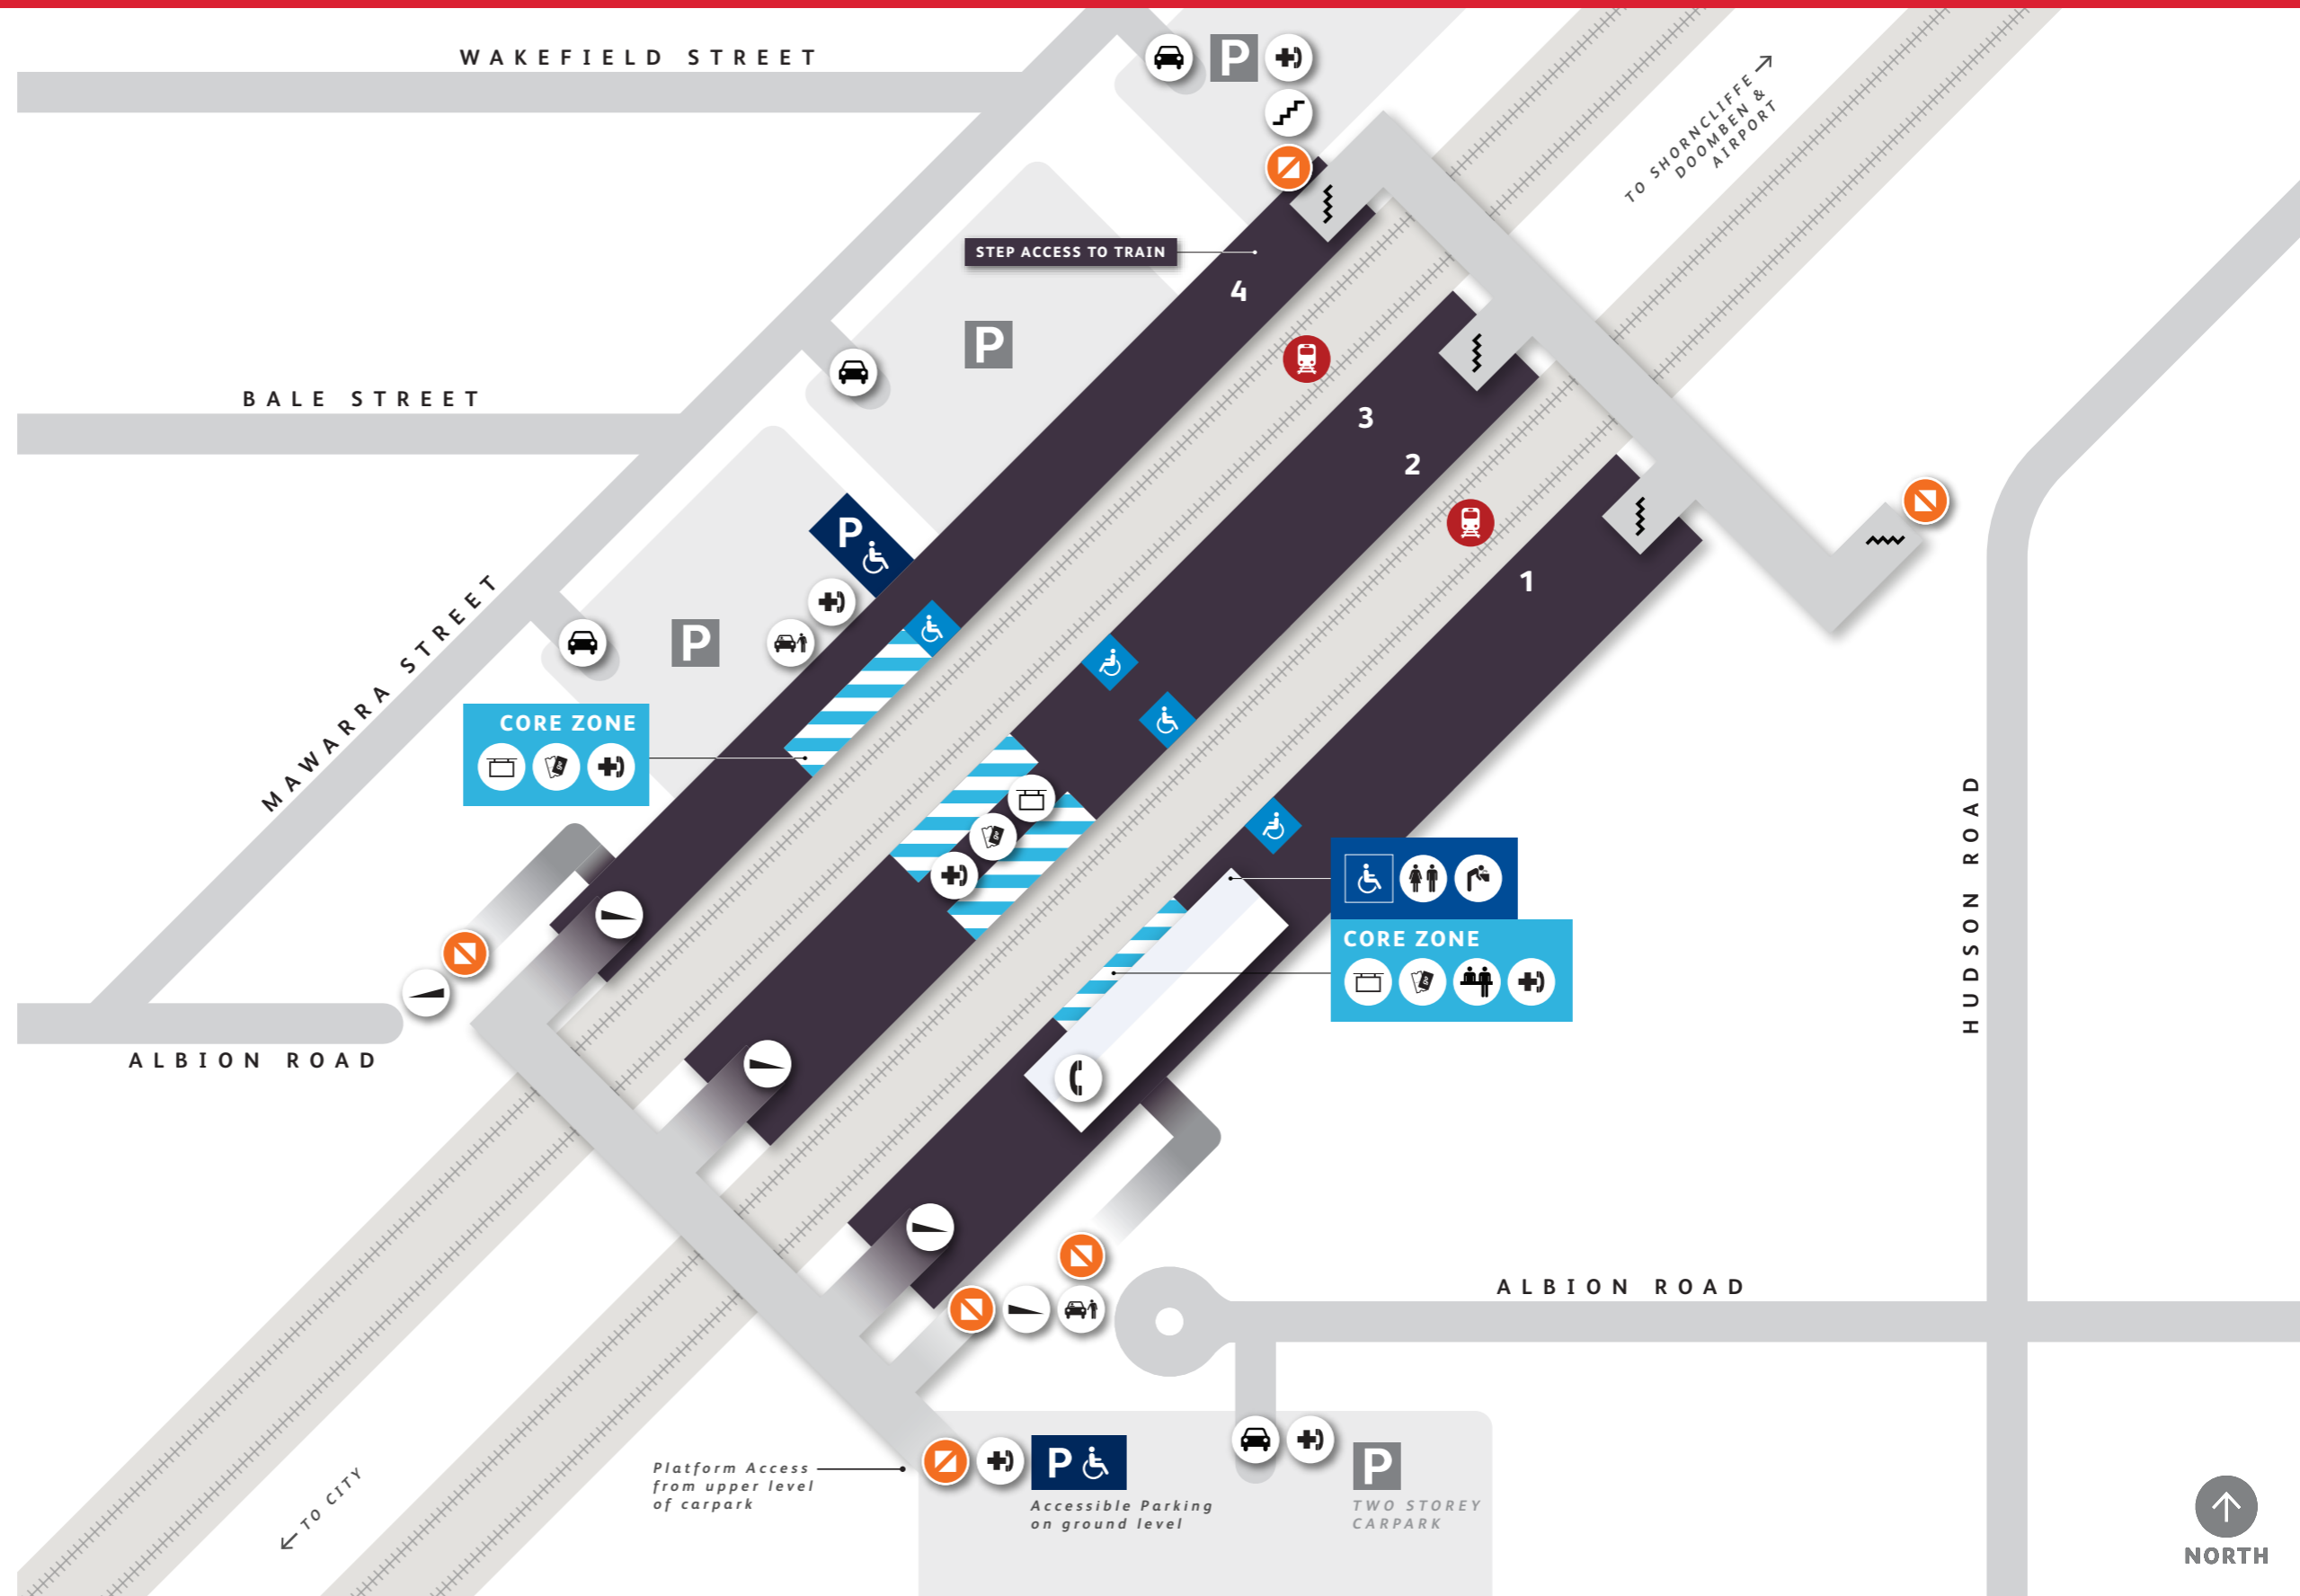 WAKEFIELD STREET
P
TO SHORNCLIFFE
DOOMBEN &
AIRPORT
STEP ACCESS TO TRAIN
4
P
BALE STREET
3
2
P
1
MAWARRA STREET
P
CORE ZONE
HUDSON ROAD
CORE ZONE
ALBION ROAD
ALBION ROAD
Platform Access
from upper level
of carpark
P
Accessible Parking
on ground level
P
TWO STOREY
CARPARK
TO CITY
NORTH